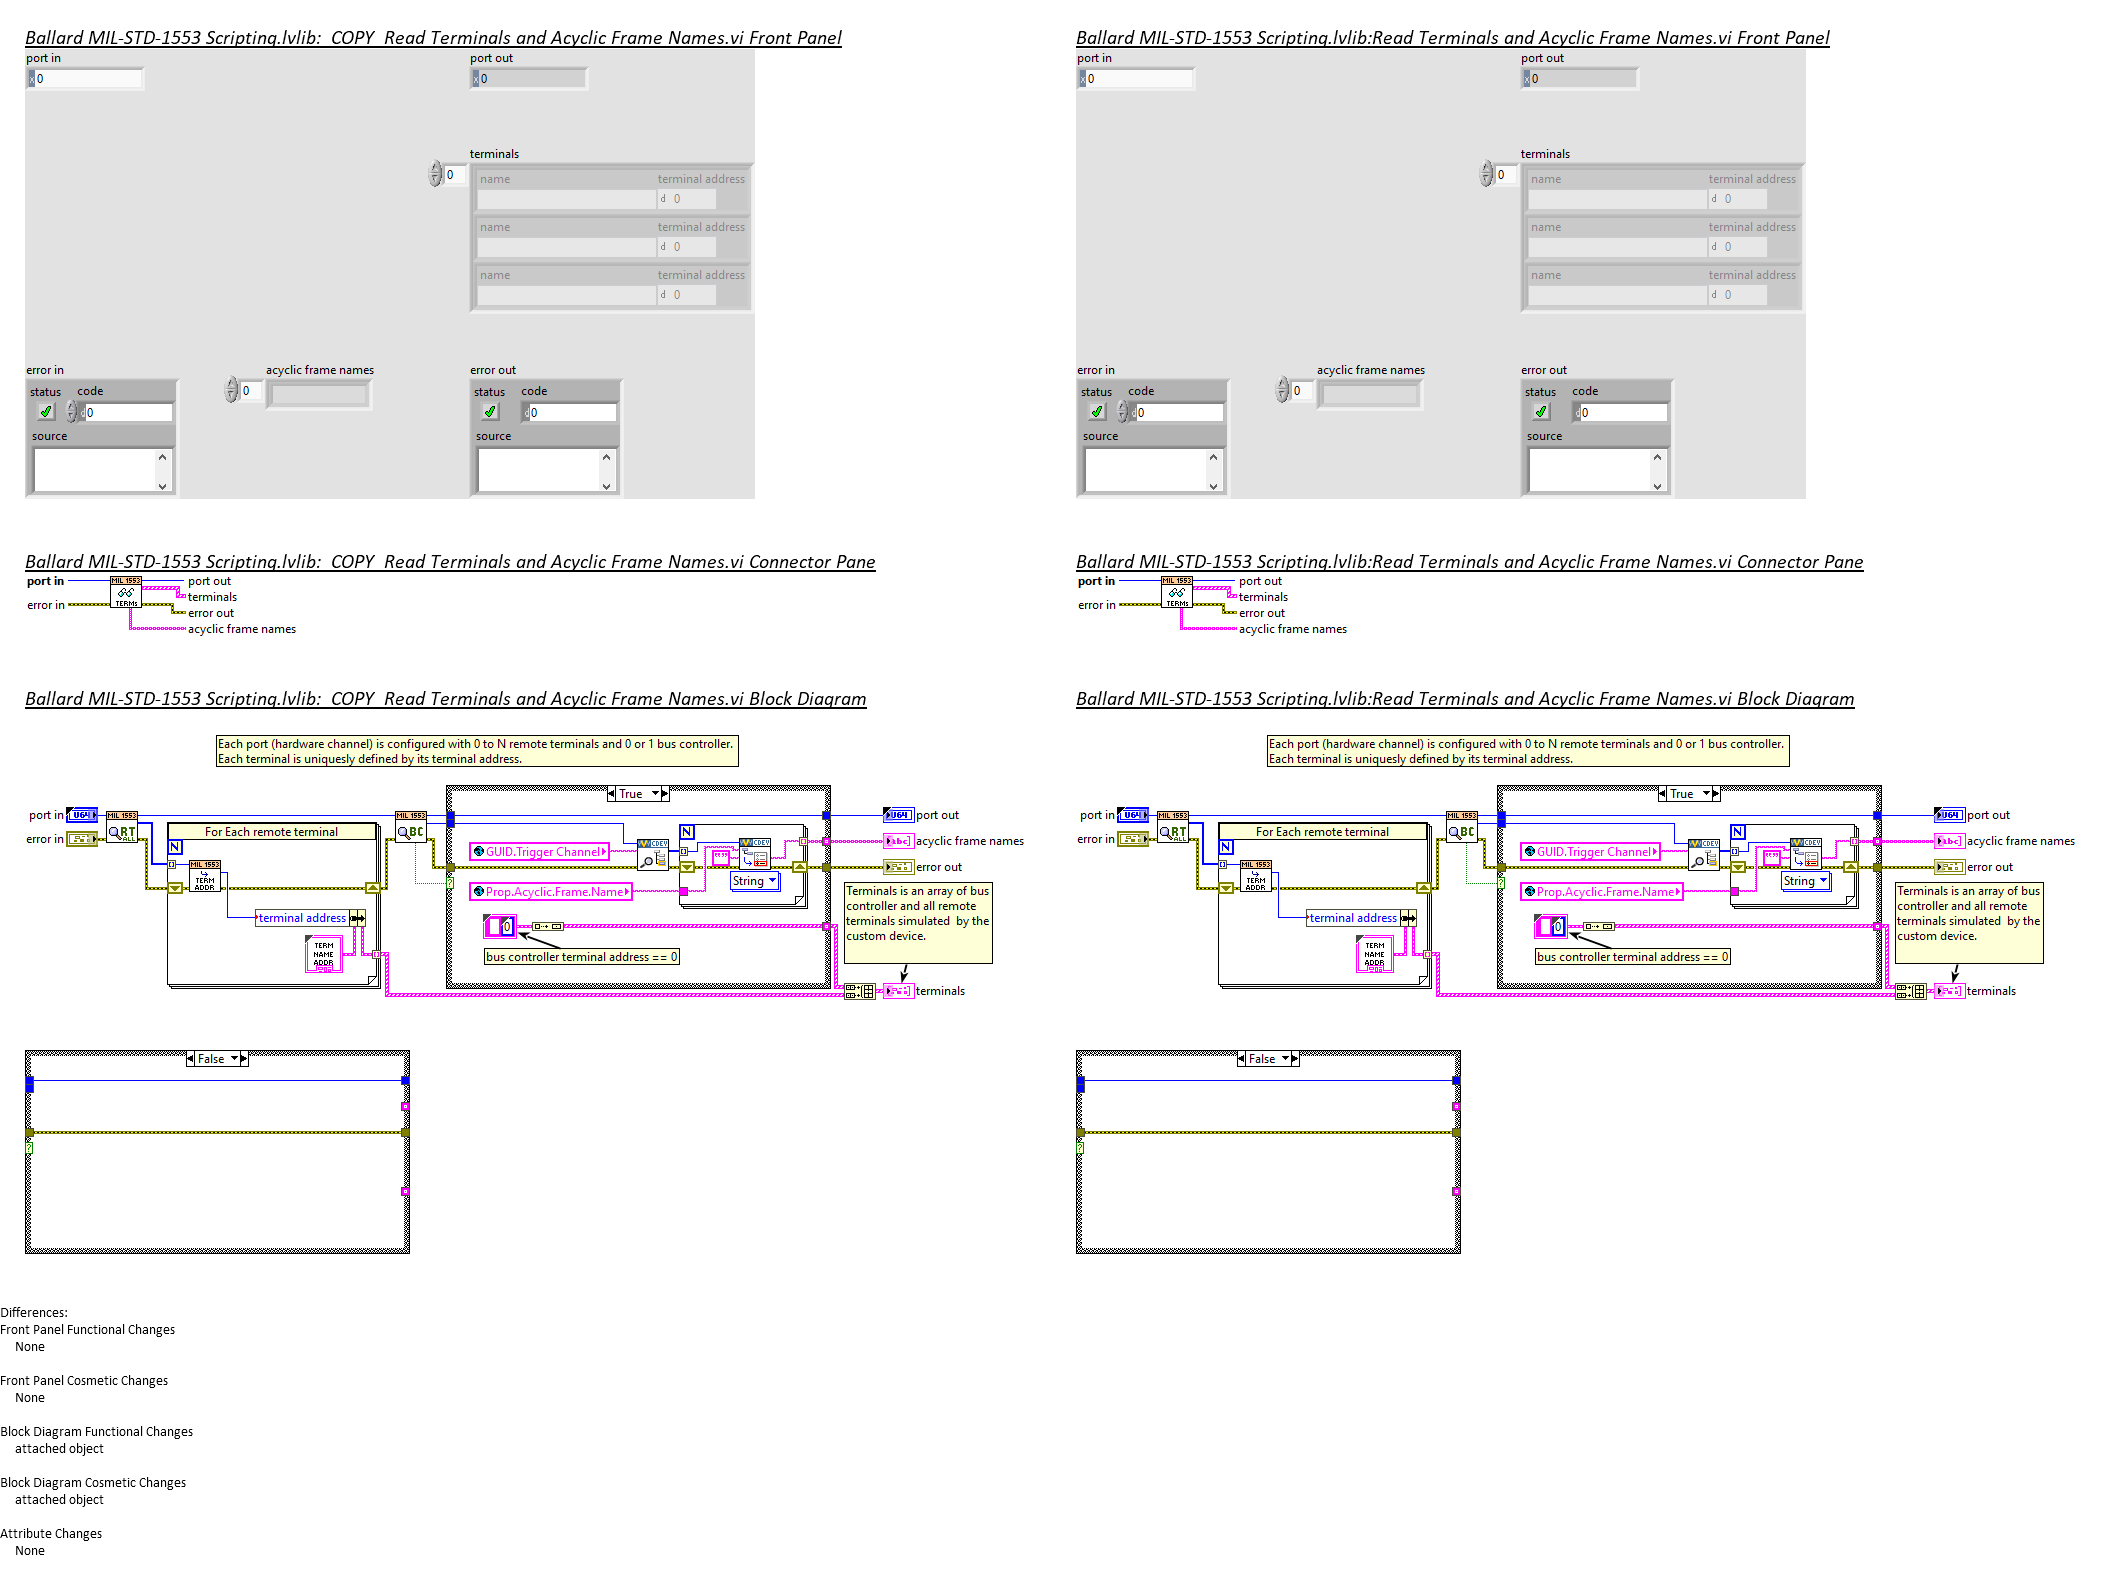 Ballard MIL-STD-1553 Scripting.lvlib:  COPY  Read Terminals and Acyclic Frame Names.vi Front Panel
port in
0
port out
0
terminals
0
name terminal address
d 0
name terminal address
d 0
name terminal address
d 0
error in
status code
d0
source
acyclic frame names
0
error out
status code
d0
source
Ballard MIL-STD-1553 Scripting.lvlib:Read Terminals and Acyclic Frame Names.vi Front Panel
port in
0
port out
0
terminals
0
name terminal address
d 0
name terminal address
d 0
name terminal address
d 0
error in
status code
d0
source
acyclic frame names
0
error out
status code
d0
source
Ballard MIL-STD-1553 Scripting.lvlib:  COPY  Read Terminals and Acyclic Frame Names.vi Connector Pane
port in
error in
MIL 1553
TERMs
port out
terminals
error out
acyclic frame names
Ballard MIL-STD-1553 Scripting.lvlib:Read Terminals and Acyclic Frame Names.vi Connector Pane
port in
error in
MIL 1553
TERMs
port out
terminals
error out
acyclic frame names
Ballard MIL-STD-1553 Scripting.lvlib:  COPY  Read Terminals and Acyclic Frame Names.vi Block Diagram
Each port (hardware channel) is configured with 0 to N remote terminals and 0 or 1 bus controller.
Each terminal is uniquesly defined by its terminal address.
port in
U64
error in
MIL 1553
RT
ALL
For Each remote terminal
N
MIL 1553
TERM
ADDR
terminal address
TERM
NAME
ADDR
MIL 1553
BC
True
GUID.Trigger Channel
Prop.Acyclic.Frame.Name
CDEV
N
CDEV
String
0
bus controller terminal address == 0
U64
port out
abc
acyclic frame names
error out
Terminals is an array of bus
controller and all remote
terminals simulated  by the
custom device.
terminals
False
?
Ballard MIL-STD-1553 Scripting.lvlib:Read Terminals and Acyclic Frame Names.vi Block Diagram
Each port (hardware channel) is configured with 0 to N remote terminals and 0 or 1 bus controller.
Each terminal is uniquesly defined by its terminal address.
port in
U64
error in
MIL 1553
RT
ALL
For Each remote terminal
N
MIL 1553
TERM
ADDR
terminal address
TERM
NAME
ADDR
MIL 1553
BC
True
GUID.Trigger Channel
Prop.Acyclic.Frame.Name
CDEV
N
CDEV
String
0
bus controller terminal address == 0
U64
port out
abc
acyclic frame names
error out
Terminals is an array of bus
controller and all remote
terminals simulated  by the
custom device.
terminals
False
?
Differences:
Front Panel Functional Changes
None
Front Panel Cosmetic Changes
None
Block Diagram Functional Changes
attached object
Block Diagram Cosmetic Changes
attached object
Attribute Changes
None